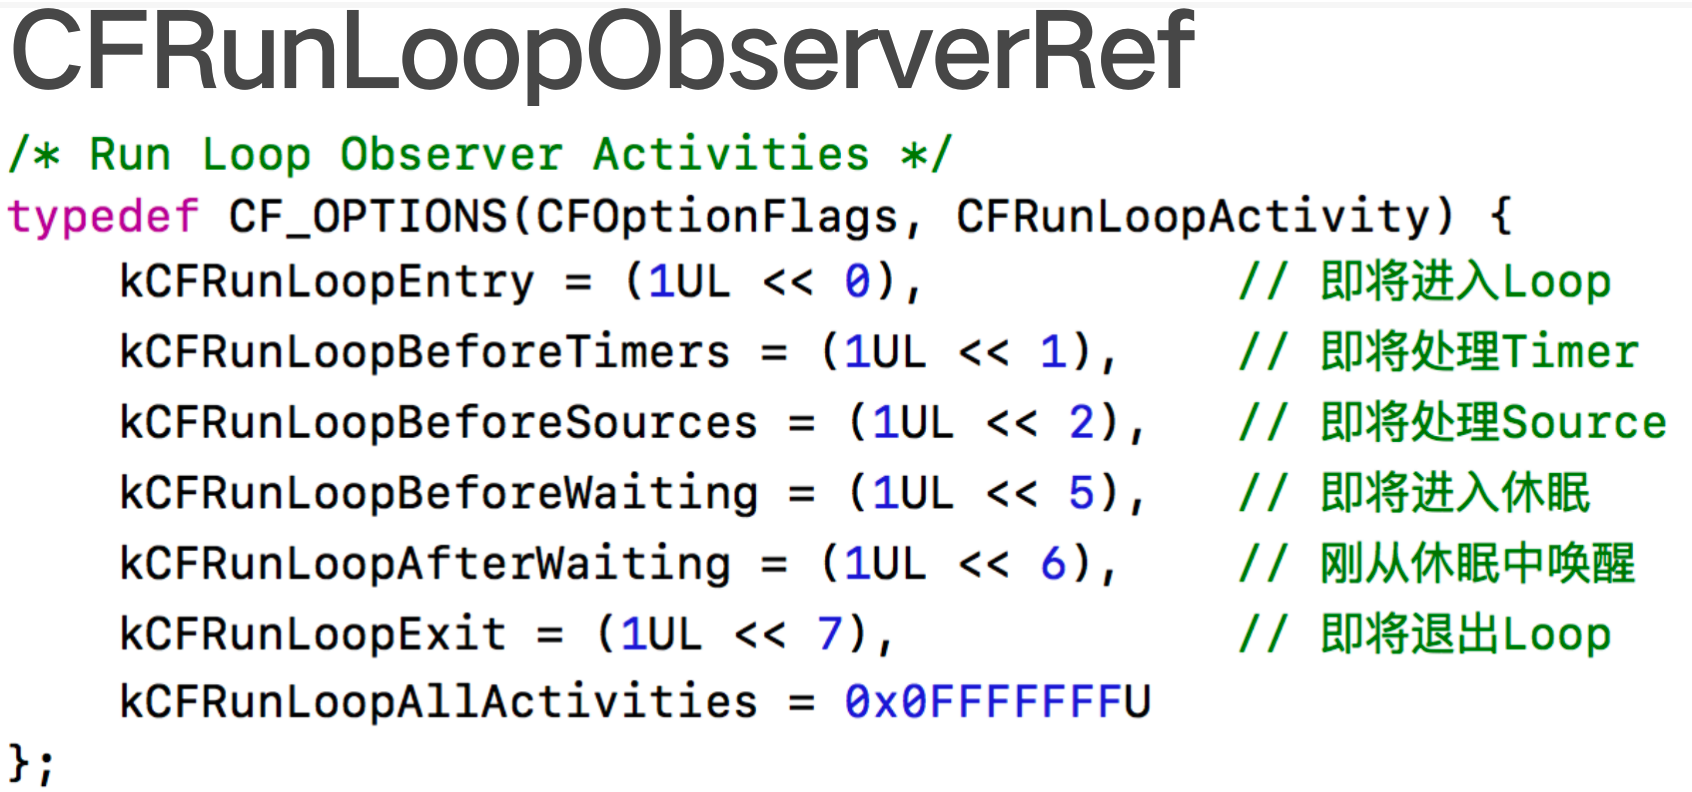 CFRunLoopObserverRef
/* Run Loop Observer Activities */
typedef CF_OPTIONS(CFOptionFlags, CFRunLoopActivity) {
    kCFRunLoopEntry = (1UL << 0),            // 即将进入Loop
    kCFRunLoopBeforeTimers = (1UL << 1),     // 即将处理Timer
    kCFRunLoopBeforeSources = (1UL << 2),    // 即将处理Source
    kCFRunLoopBeforeWaiting = (1UL << 5),    // 即将进入休眠
    kCFRunLoopAfterWaiting = (1UL << 6),     // 刚从休眠中唤醒
    kCFRunLoopExit = (1UL << 7),             // 即将退出Loop
    kCFRunLoopAllActivities = 0x0FFFFFFFU
};